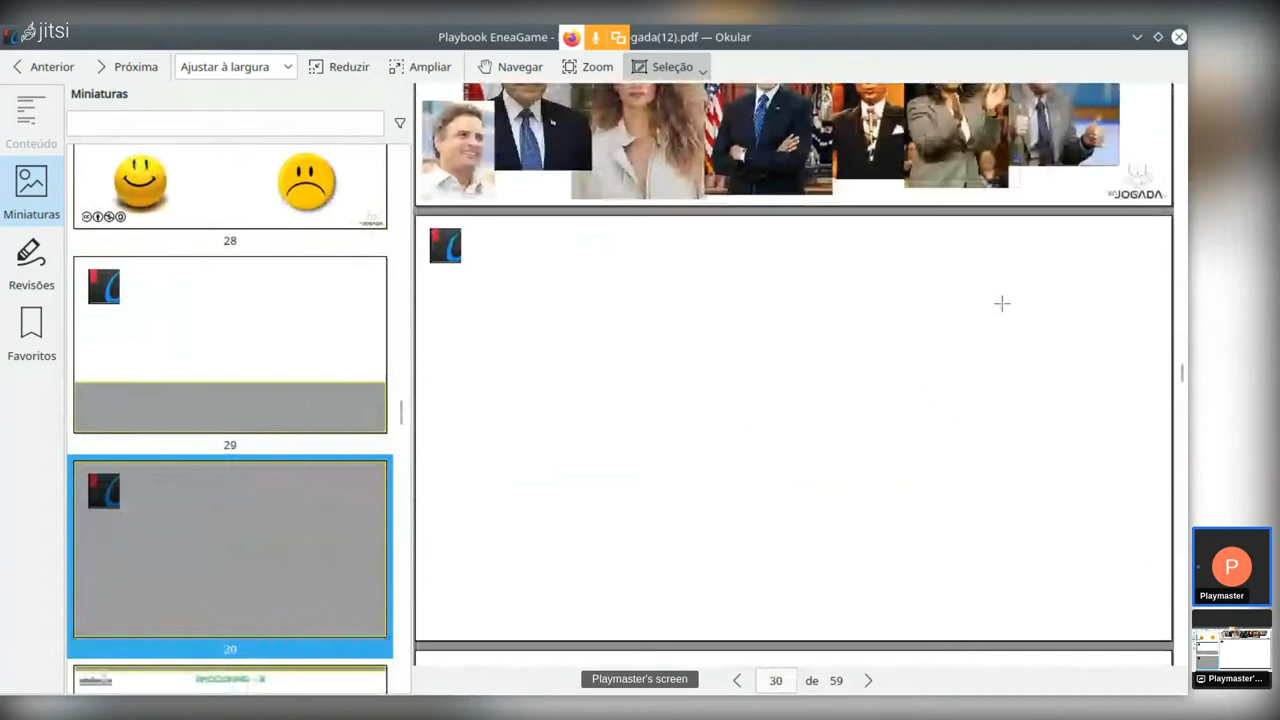 jitsi
Playbook EneaGame -
gada(12).pdf — Okular
Anterior
Próxima
Ajustar à largura
Reduzir
Ampliar
Navegar
Zoom
Seleção
Conteúdo
Miniaturas
Revisões
Favoritos
Miniaturas
28
29
30
JOGADA
P
Playmaster
Playmaster'...
Playmaster's screen
30 de 59